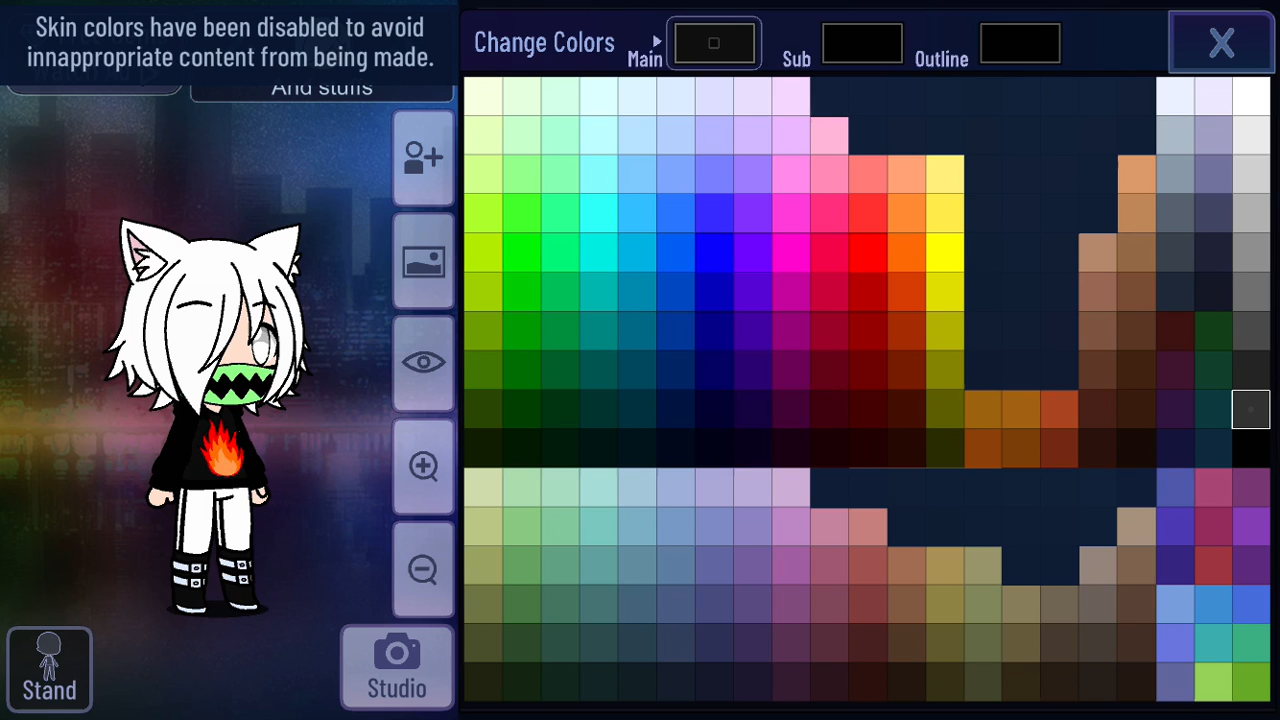 Skin colors have been disabled to avoid
innappropriate content from being made.
And stuffs
Change Colors
Main
Sub
Outline
X
Stand
Studio